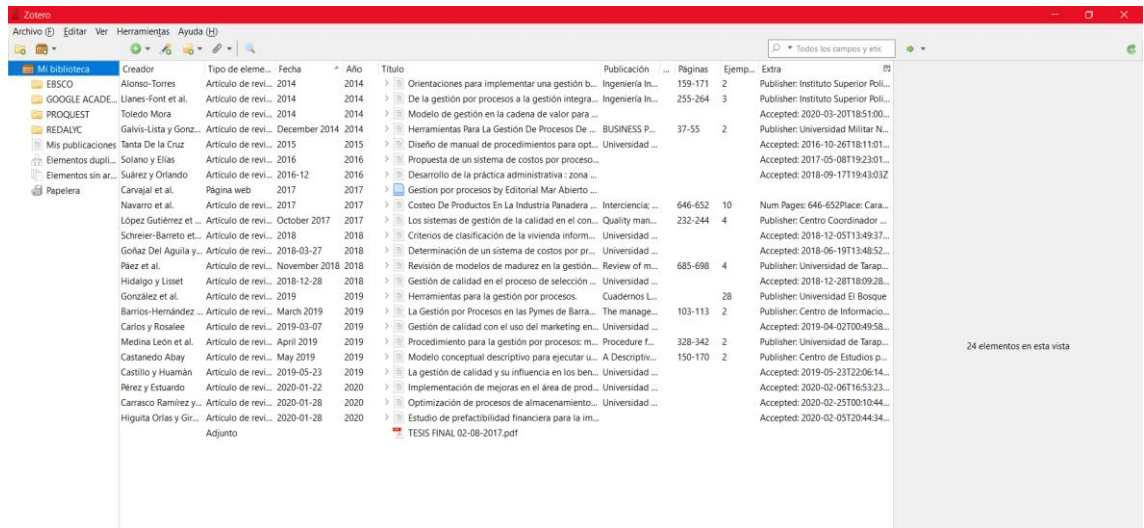 Zotero
Archivo (F) Editar Ver Herramientas Ayuda (H)
Todos los campos y etic
Mi biblioteca Creador Tipo de eleme... Fecha Año Título Publicación ... Páginas Ejemp... Extra
EBSCO Alonso-Torres Artículo de revi... 2014 2014 Orientaciones para implementar una gestión b... Ingeniería In... 159-171 2 Publisher: Instituto Superior Poli...
GOOGLE ACADE... Llanes-Font et al. Artículo de revi... 2014 2014 De la gestión por procesos a la gestión integra... Ingeniería In... 255-264 3 Publisher: Instituto Superior Poli...
PROQUEST Toledo Mora Artículo de revi... 2014 2014 Modelo de gestión en la cadena de valor para ... Accepted: 2020-03-20T18:51:00...
REDALYC Galvis-Lista y Gonz... Artículo de revi... December 2014 2014 Herramientas Para La Gestión De Procesos De ... BUSINESS P... 37-55 2 Publisher: Universidad Militar N...
Mis publicaciones Tanta De la Cruz Artículo de revi... 2015 2015 Diseño de manual de procedimientos para opt... Universidad ... Accepted: 2016-10-26T18:11:01...
Elementos dupli... Solano y Elías Artículo de revi... 2016 2016 Propuesta de un sistema de costos por proceso... Accepted: 2017-05-08T19:23:01...
Elementos sin ar... Suárez y Orlando Artículo de revi... 2016-12 2016 Desarrollo de la práctica administrativa : zona ... Accepted: 2018-09-17T19:43:03Z
Papelera Carvajal et al. Página web 2017 2017 Gestion por procesos by Editorial Mar Abierto ...
Navarro et al. Artículo de revi... 2017 2017 Costeo De Productos En La Industria Panadera ... Interciencia; ... 646-652 10 Num Pages: 646-652Place: Cara...
López Gutiérrez et ... Artículo de revi... October 2017 2017 Los sistemas de gestión de la calidad en el con... Quality man... 232-244 4 Publisher: Centro Coordinador ...
Schreier-Barreto et... Artículo de revi... 2018 2018 Criterios de clasificación de la vivienda inform... Universidad ... Accepted: 2018-12-05T13:49:37...
Goñaz Del Aguila y... Artículo de revi... 2018-03-27 2018 Determinación de un sistema de costos por pr... Universidad ... Accepted: 2018-06-19T13:48:52...
Páez et al. Artículo de revi... November 2018 2018 Revisión de modelos de madurez en la gestión... Review of m... 685-698 4 Publisher: Universidad de Tarap...
Hidalgo y Lisset Artículo de revi... 2018-12-28 2018 Gestión de calidad en el proceso de selección ... Universidad ... Accepted: 2018-12-28T18:09:28...
González et al. Artículo de revi... 2019 2019 Herramientas para la gestión por procesos. Cuadernos L... 28 Publisher: Universidad El Bosque
Barrios-Hernández ... Artículo de revi... March 2019 2019 La Gestión por Procesos en las Pymes de Barra... The manage... 103-113 2 Publisher: Centro de Informacio...
Carlos y Rosalee Artículo de revi... 2019-03-07 2019 Gestión de calidad con el uso del marketing en... Universidad ... Accepted: 2019-04-02T00:49:58...
Medina León et al. Artículo de revi... April 2019 2019 Procedimiento para la gestión por procesos: m... Procedure f... 328-342 2 Publisher: Universidad de Tarap...
Castanedo Abay Artículo de revi... May 2019 2019 Modelo conceptual descriptivo para ejecutar u... A Descriptiv... 150-170 2 Publisher: Centro de Estudios p...
Castillo y Huamán Artículo de revi... 2019-05-23 2019 La gestión de calidad y su influencia en los ben... Universidad ... Accepted: 2019-05-23T22:06:14...
Pérez y Estuardo Artículo de revi... 2020-01-22 2020 Implementación de mejoras en el área de prod... Universidad ... Accepted: 2020-02-06T16:53:23...
Carrasco Ramírez y... Artículo de revi... 2020-01-28 2020 Optimización de procesos de almacenamiento... Universidad ... Accepted: 2020-02-25T00:10:44...
Higuita Orlas y Gir... Artículo de revi... 2020-01-28 2020 Estudio de prefactibilidad financiera para la im... Accepted: 2020-02-05T20:44:34...
Adjunto TESIS FINAL 02-08-2017.pdf
24 elementos en esta vista